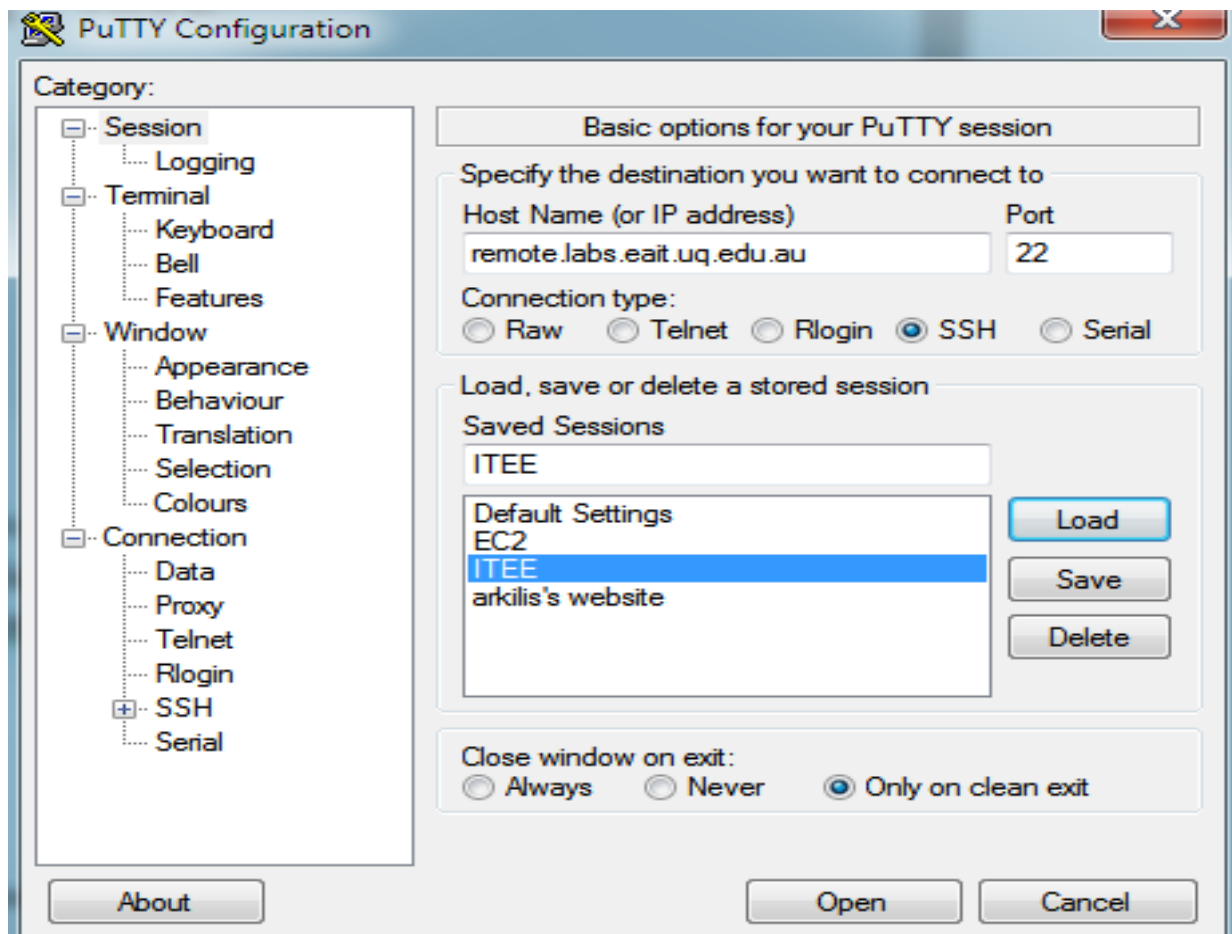 PuTTY Configuration
Category:
Session
Logging
Terminal
Keyboard
Bell
Features
Window
Appearance
Behaviour
Translation
Selection
Colours
Connection
Data
Proxy
Telnet
Rlogin
SSH
Serial
Basic options for your PuTTY session
Specify the destination you want to connect to
Host Name (or IP address) Port
remote.labs.eait.uq.edu.au 22
Connection type:
Raw Telnet Rlogin SSH Serial
Load, save or delete a stored session
Saved Sessions
ITEE
Default Settings
EC2
ITEE
arkilis's website
Load
Save
Delete
Close window on exit:
Always Never Only on clean exit
About Open Cancel